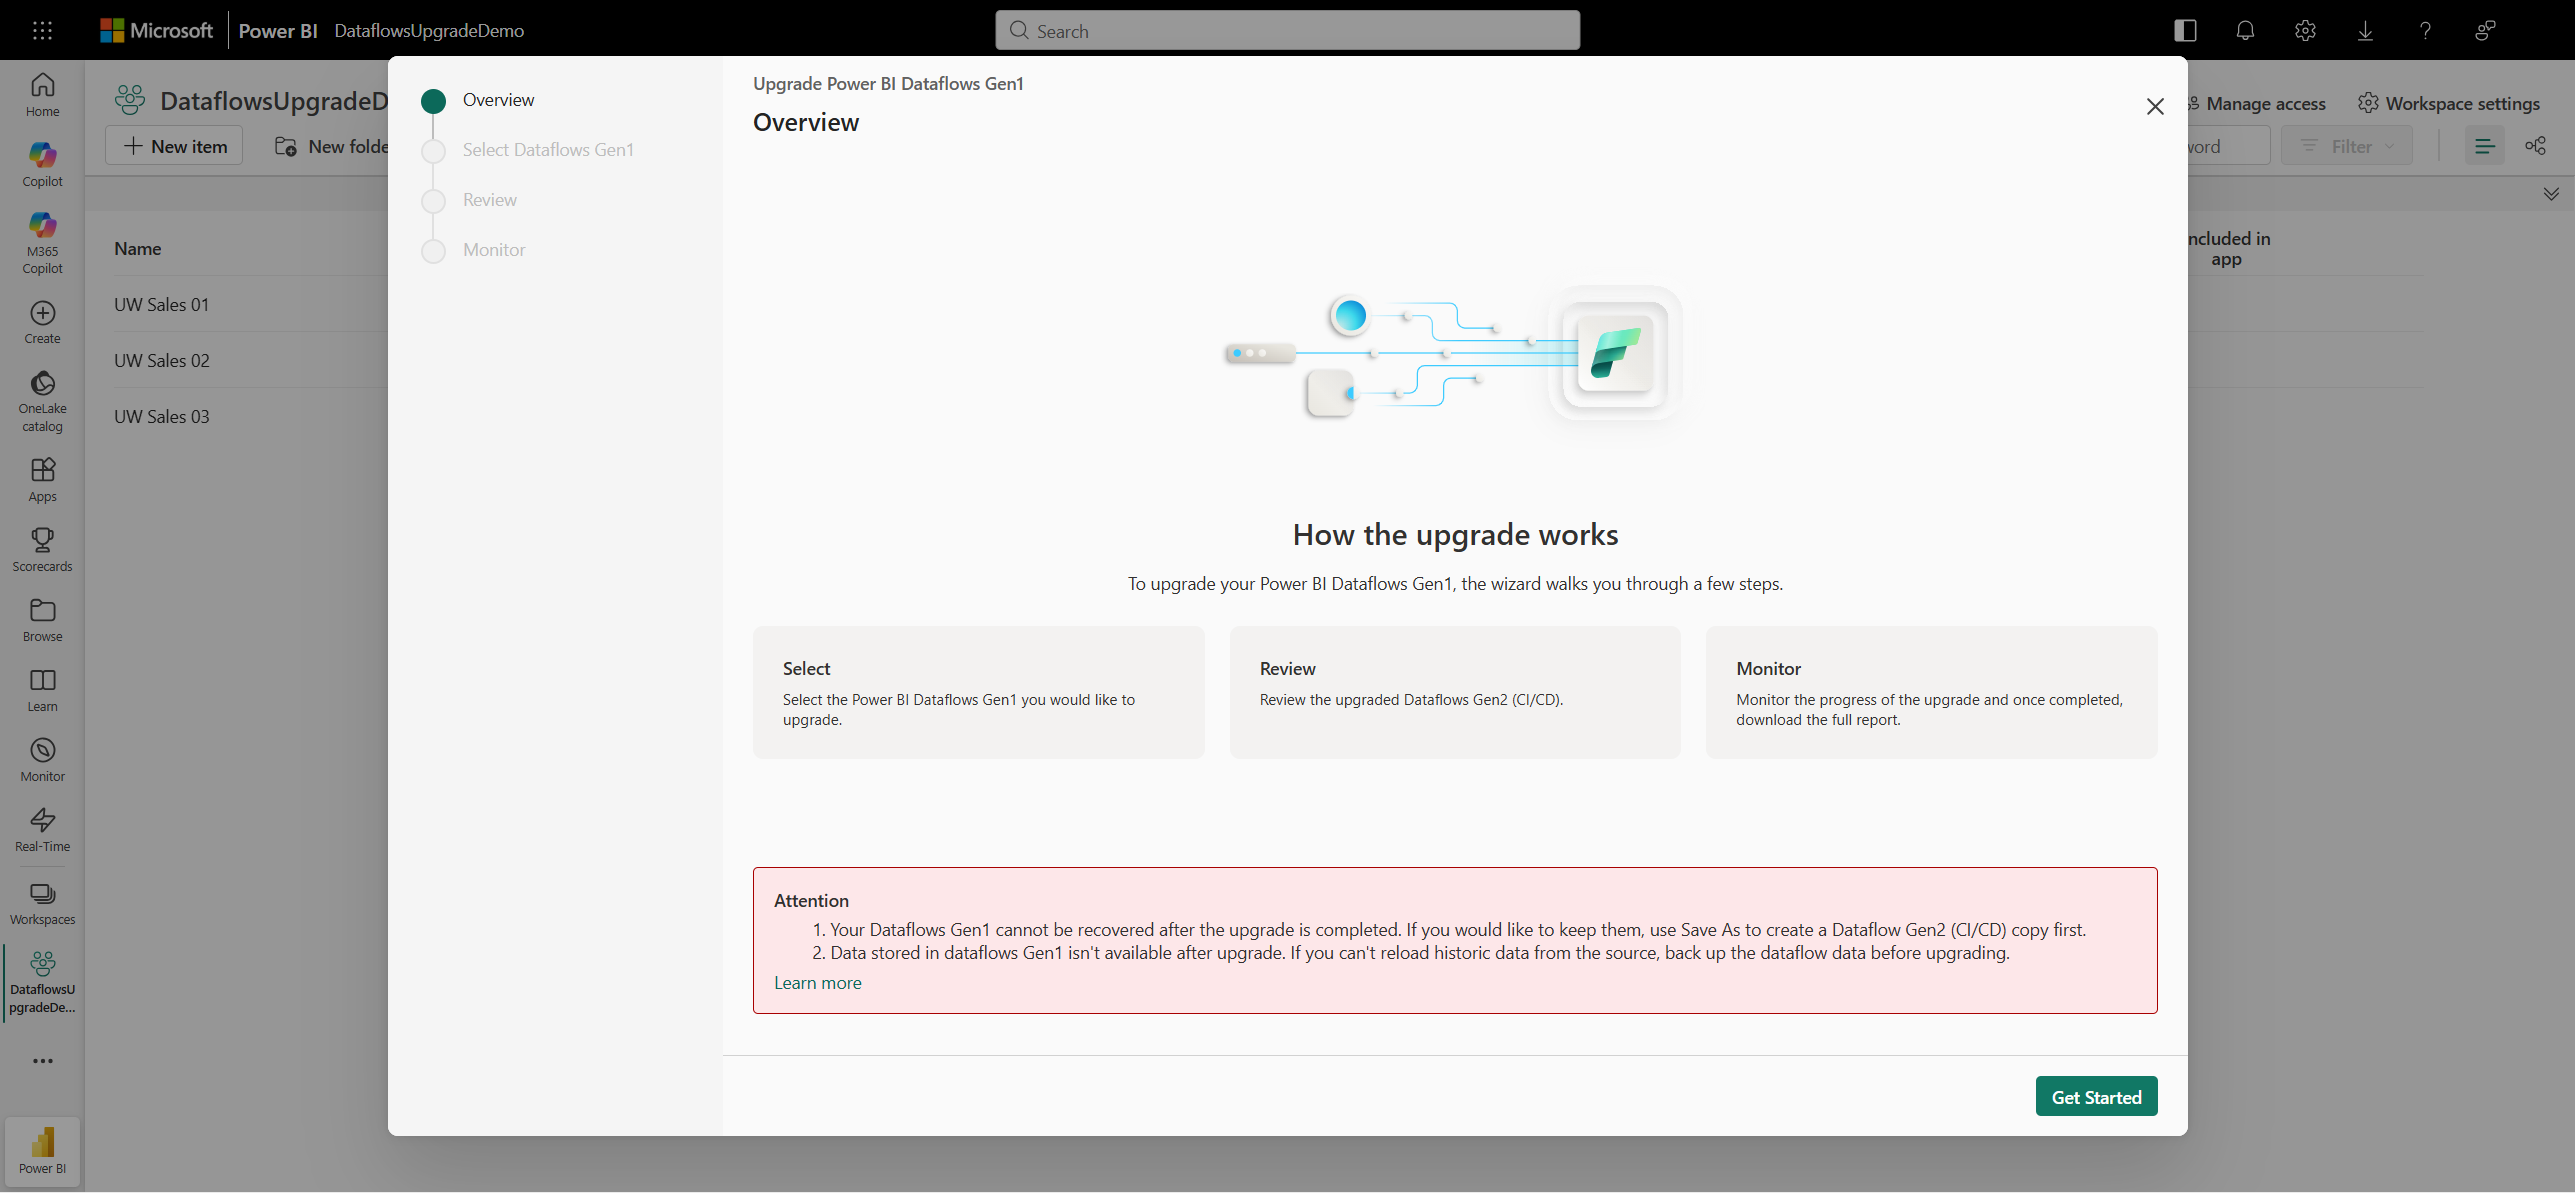 Microsoft
Power BI
DataflowsUpgradeDemo
Search
Home
Copilot
M365
Copilot
Create
OneLake
catalog
Apps
Scorecards
Browse
Learn
Monitor
Real-Time
Workspaces
DataflowsU
pgradeDe...
Power BI
DataflowsUpgradeD
New item
New folde
Name
UW Sales 01
UW Sales 02
UW Sales 03
Manage access
Workspace settings
word
Filter
ncluded in
app
Overview
Select Dataflows Gen1
Review
Monitor
Upgrade Power BI Dataflows Gen1
Overview
How the upgrade works
To upgrade your Power BI Dataflows Gen1, the wizard walks you through a few steps.
Select
Select the Power BI Dataflows Gen1 you would like to
upgrade.
Review
Review the upgraded Dataflows Gen2 (CI/CD).
Monitor
Monitor the progress of the upgrade and once completed,
download the full report.
Attention
1. Your Dataflows Gen1 cannot be recovered after the upgrade is completed. If you would like to keep them, use Save As to create a Dataflow Gen2 (CI/CD) copy first.
2. Data stored in dataflows Gen1 isn't available after upgrade. If you can't reload historic data from the source, back up the dataflow data before upgrading.
Learn more
Get Started